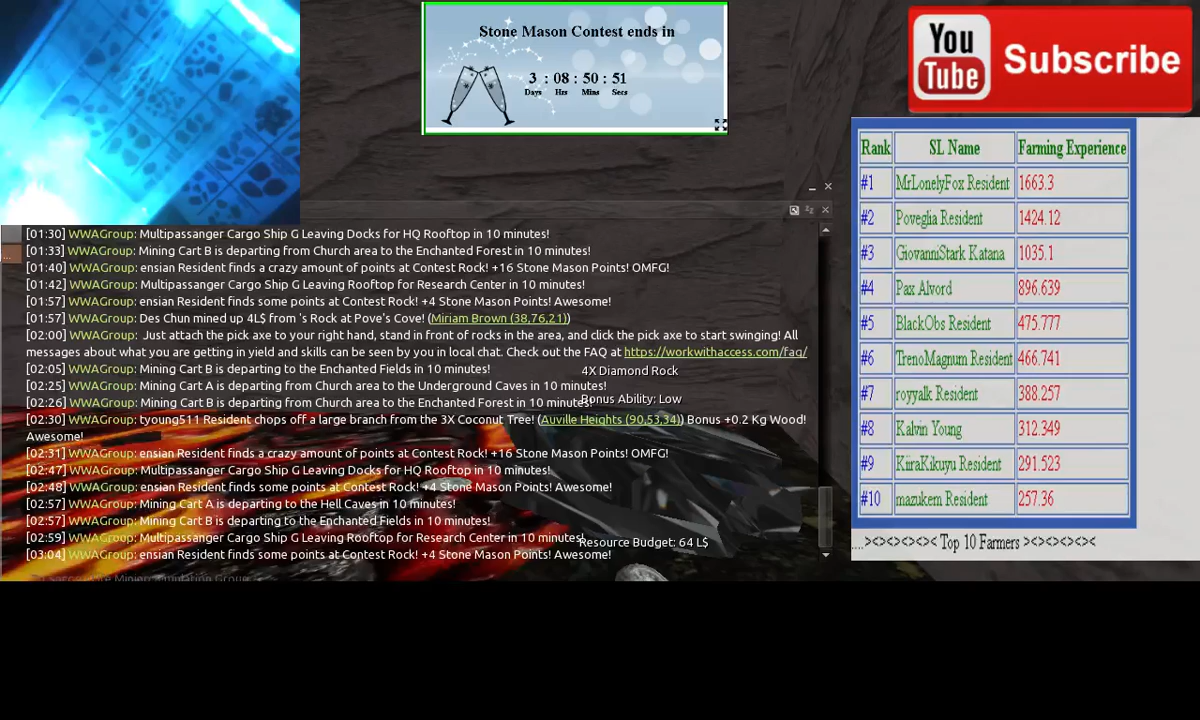 Stone Mason Contest ends in
3 : 08 : 50 : 51
Days Hrs Mins Secs
You Tube Subscribe
[01:30] WWAGroup: Multipassanger Cargo Ship G Leaving Docks for HQ Rooftop in 10 minutes!
[01:33] WWAGroup: Mining Cart B is departing from Church area to the Enchanted Forest in 10 minutes!
[01:40] WWAGroup: ensian Resident finds a crazy amount of points at Contest Rock! +16 Stone Mason Points! OMFG!
[01:42] WWAGroup: Multipassanger Cargo Ship G Leaving Rooftop for Research Center in 10 minutes!
[01:57] WWAGroup: ensian Resident finds some points at Contest Rock! +4 Stone Mason Points! Awesome!
[01:57] WWAGroup: Des Chun mined up 4L$ from 's Rock at Pove's Cove! (Miriam Brown (38,76,21))
[02:00] WWAGroup: Just attach the pick axe to your right hand, stand in front of rocks in the area, and click the pick axe to start swinging! All
messages about what you are getting in yield and skills can be seen by you in local chat. Check out the FAQ at https://workwithaccess.com/faq/
[02:05] WWAGroup: Mining Cart B is departing to the Enchanted Fields in 10 minutes!
4X Diamond Rock
[02:25] WWAGroup: Mining Cart A is departing from Church area to the Underground Caves in 10 minutes!
[02:26] WWAGroup: Mining Cart B is departing from Church area to the Enchanted Forest in 10 minutes!
Bonus Ability: Low
[02:30] WWAGroup: tyoung511 Resident chops off a large branch from the 3X Coconut Tree! (Auville Heights (90,53,34)) Bonus +0.2 Kg Wood!
Awesome!
[02:31] WWAGroup: ensian Resident finds a crazy amount of points at Contest Rock! +16 Stone Mason Points! OMFG!
[02:47] WWAGroup: Multipassanger Cargo Ship G Leaving Docks for HQ Rooftop in 10 minutes!
[02:48] WWAGroup: ensian Resident finds some points at Contest Rock! +4 Stone Mason Points! Awesome!
[02:57] WWAGroup: Mining Cart A is departing to the Hell Caves in 10 minutes!
[02:57] WWAGroup: Mining Cart B is departing to the Enchanted Fields in 10 minutes!
[02:59] WWAGroup: Multipassanger Cargo Ship G Leaving Rooftop for Research Center in 10 minutes!
Resource Budget: 64 L$
[03:04] WWAGroup: ensian Resident finds some points at Contest Rock! +4 Stone Mason Points! Awesome!
Rank SL Name Farming Experience
#1 MrLonelyFox Resident 1663.3
#2 Poveglia Resident 1424.12
#3 GiovanniStark Katana 1035.1
#4 Pax Alvord 896.639
#5 BlackObs Resident 475.777
#6 TrenoMagnum Resident 466.741
#7 royyalk Resident 388.257
#8 Kalvin Young 312.349
#9 KiiraKikuyu Resident 291.523
#10 mazukem Resident 257.36
....><><><>< Top 10 Farmers ><><><><